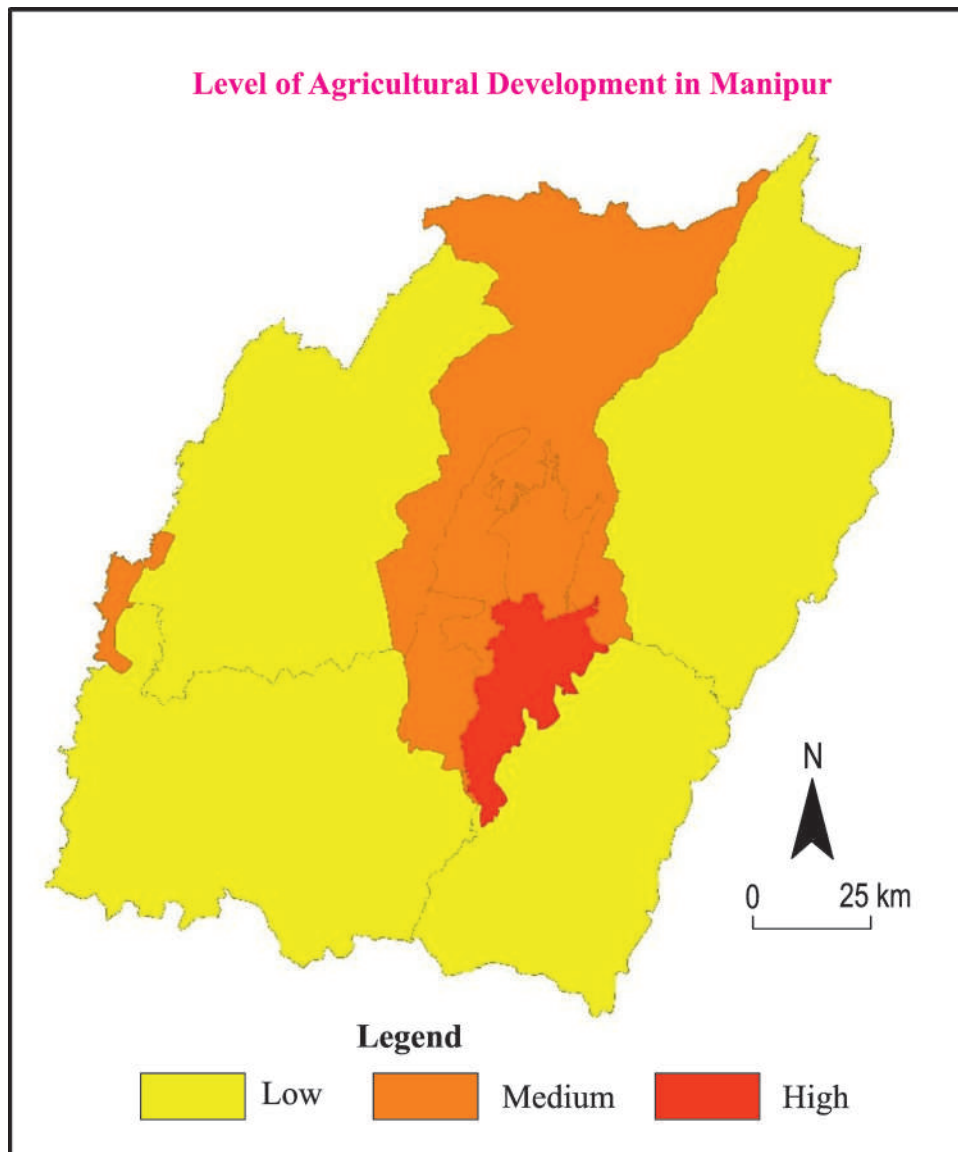 Level of Agricultural Development in Manipur
N
0 25 km
Legend
Low Medium High